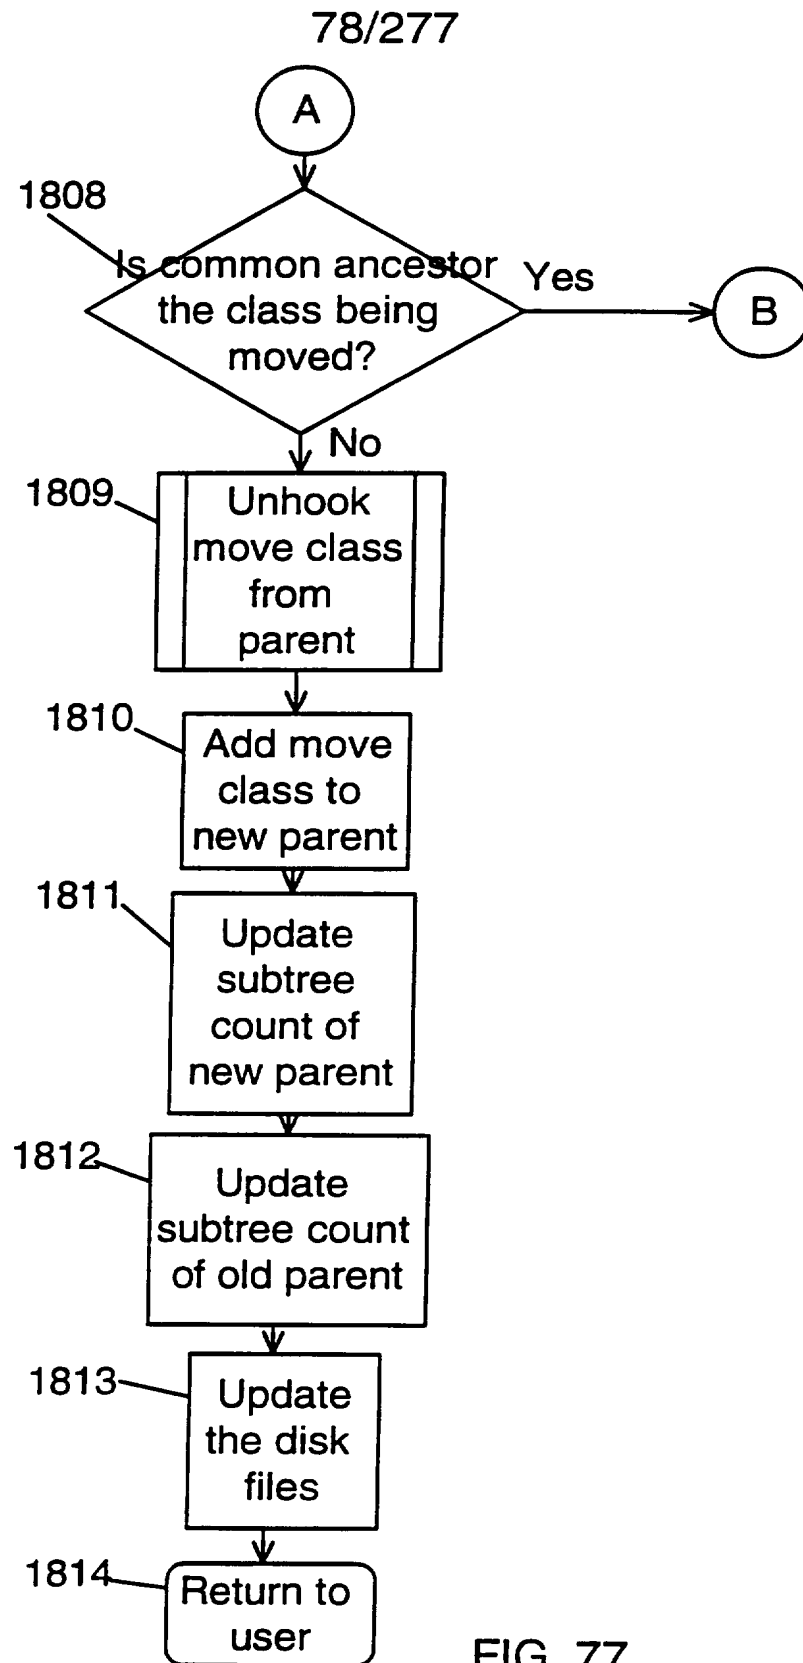 78/277
A
1808
Is common ancestor
the class being
moved?
Yes
B
No
1809
Unhook
move class
from
parent
1810
Add move
class to
new parent
1811
Update
subtree
count of
new parent
1812
Update
subtree count
of old parent
1813
Update
the disk
files
1814
Return to
user
FIG. 77